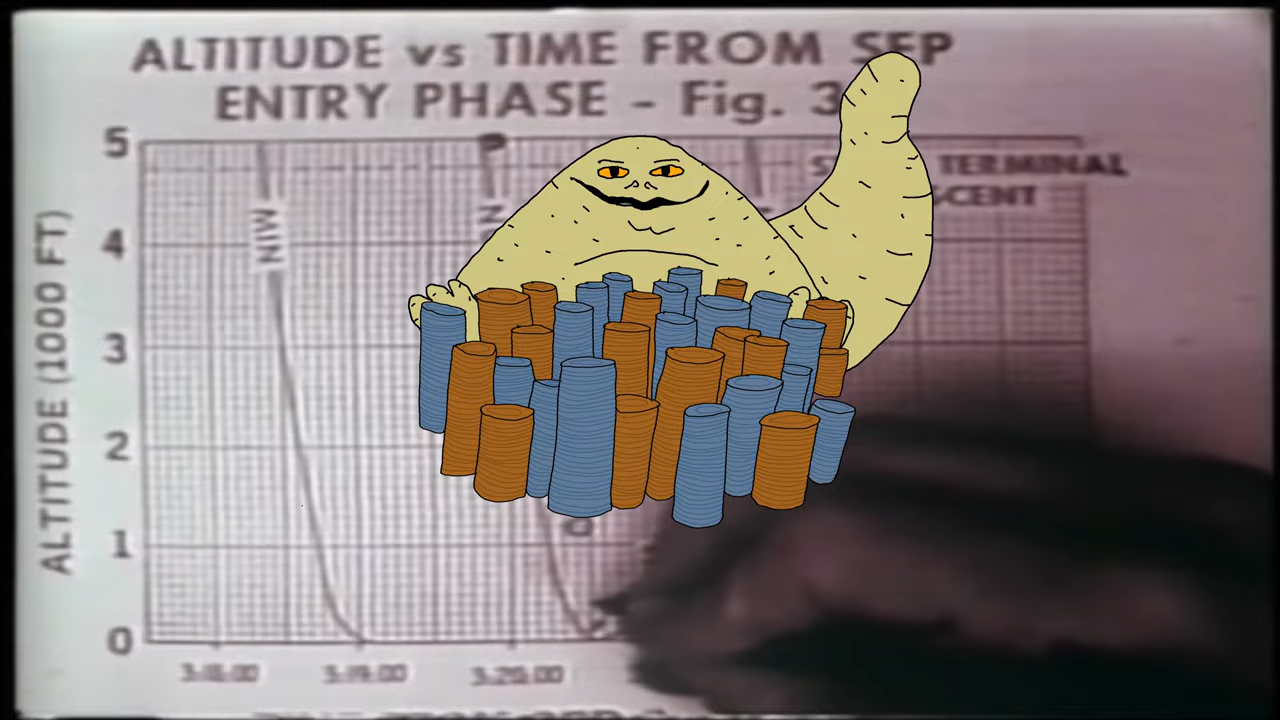 ALTITUDE vs TIME FROM SEP
ENTRY PHASE - Fig. 3
5
4
3
2
1
0
ALTITUDE (1000 FT)
MIN
TERMINAL
3:18:00
3:19:00
3:20:00